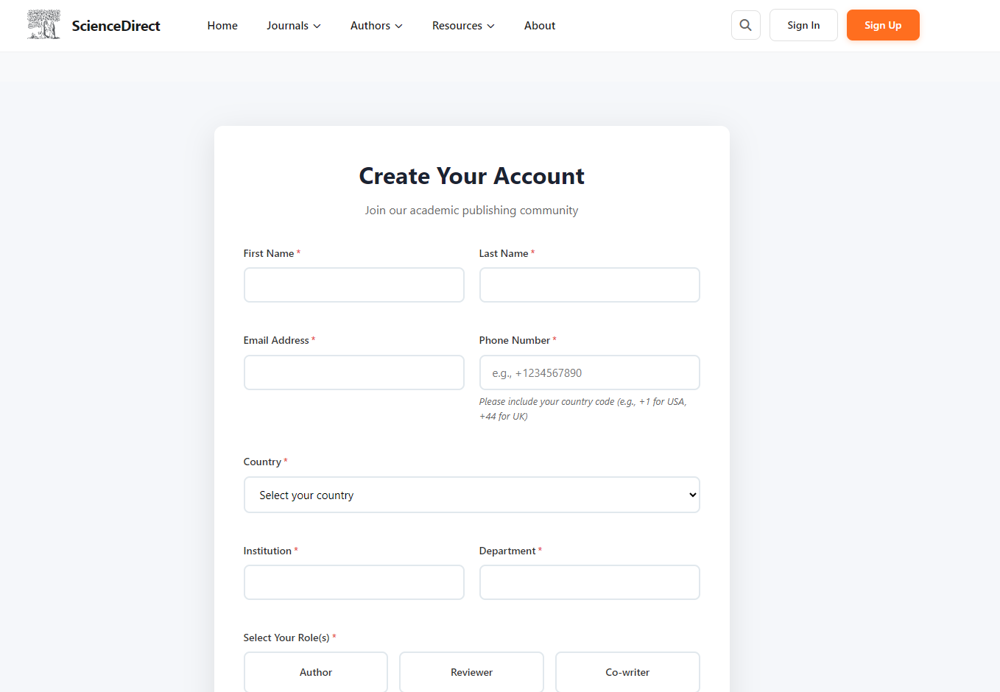 ScienceDirect
Home
Journals
Authors
Resources
About
Sign In
Sign Up
Create Your Account
Join our academic publishing community
First Name *
Last Name *
Email Address *
Phone Number *
e.g., +1234567890
Please include your country code (e.g., +1 for USA,
+44 for UK)
Country *
Select your country
Institution *
Department *
Select Your Role(s) *
Author
Reviewer
Co-writer